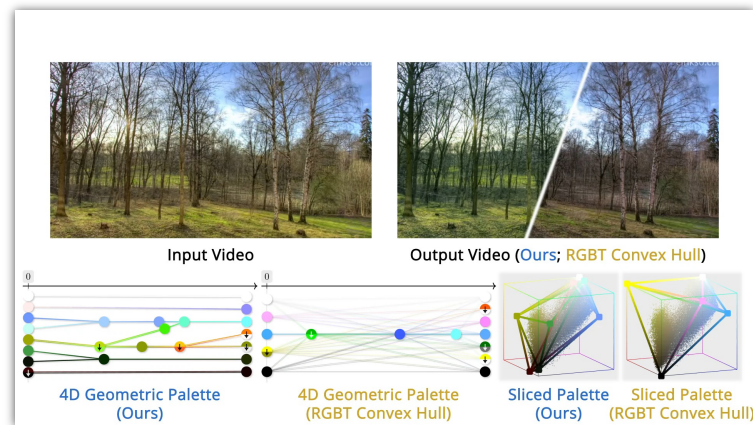 Input Video
Output Video (Ours; RGBT Convex Hull)
0
0
4D Geometric Palette
(Ours)
4D Geometric Palette
(RGBT Convex Hull)
Sliced Palette
(Ours)
Sliced Palette
(RGBT Convex Hull)